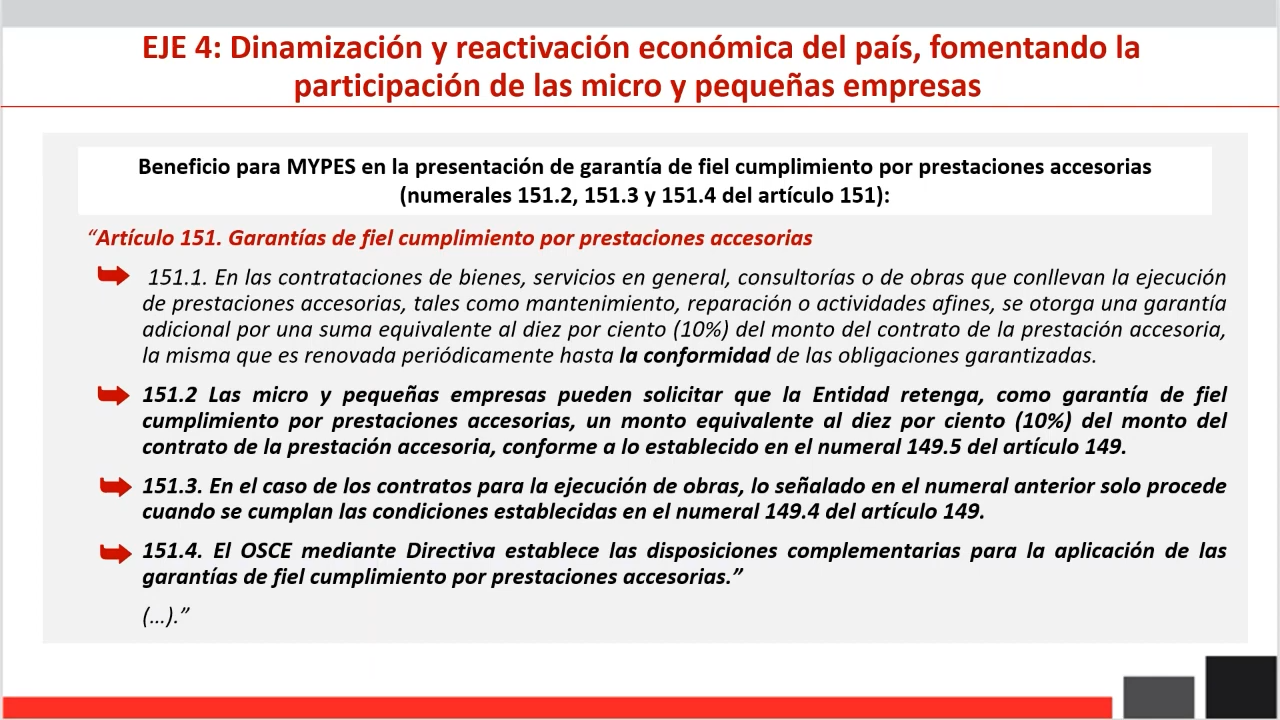 EJE 4: Dinamización y reactivación económica del país, fomentando la
participación de las micro y pequeñas empresas
Beneficio para MYPES en la presentación de garantía de fiel cumplimiento por prestaciones accesorias
(numerales 151.2, 151.3 y 151.4 del artículo 151):
“Artículo 151. Garantías de fiel cumplimiento por prestaciones accesorias
151.1. En las contrataciones de bienes, servicios en general, consultorías o de obras que conllevan la ejecución
de prestaciones accesorias, tales como mantenimiento, reparación o actividades afines, se otorga una garantía
adicional por una suma equivalente al diez por ciento (10%) del monto del contrato de la prestación accesoria,
la misma que es renovada periódicamente hasta la conformidad de las obligaciones garantizadas.
151.2 Las micro y pequeñas empresas pueden solicitar que la Entidad retenga, como garantía de fiel
cumplimiento por prestaciones accesorias, un monto equivalente al diez por ciento (10%) del monto del
contrato de la prestación accesoria, conforme a lo establecido en el numeral 149.5 del artículo 149.
151.3. En el caso de los contratos para la ejecución de obras, lo señalado en el numeral anterior solo procede
cuando se cumplan las condiciones establecidas en el numeral 149.4 del artículo 149.
151.4. El OSCE mediante Directiva establece las disposiciones complementarias para la aplicación de las
garantías de fiel cumplimiento por prestaciones accesorias.”
(…).”